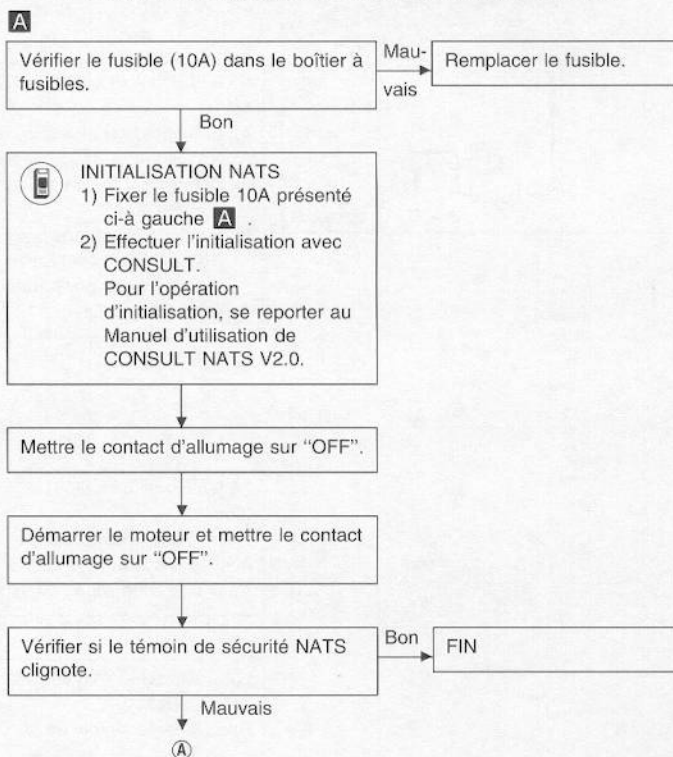 A
Vérifier le fusible (10A) dans le boîtier à
fusibles.
Mau-
vais
Remplacer le fusible.
Bon
INITIALISATION NATS
1) Fixer le fusible 10A présenté
ci-à gauche A .
2) Effectuer l'initialisation avec
CONSULT.
Pour l'opération
d'initialisation, se reporter au
Manuel d'utilisation de
CONSULT NATS V2.0.
Mettre le contact d'allumage sur “OFF”.
Démarrer le moteur et mettre le contact
d'allumage sur “OFF”.
Vérifier si le témoin de sécurité NATS
clignote.
Bon
FIN
Mauvais
A